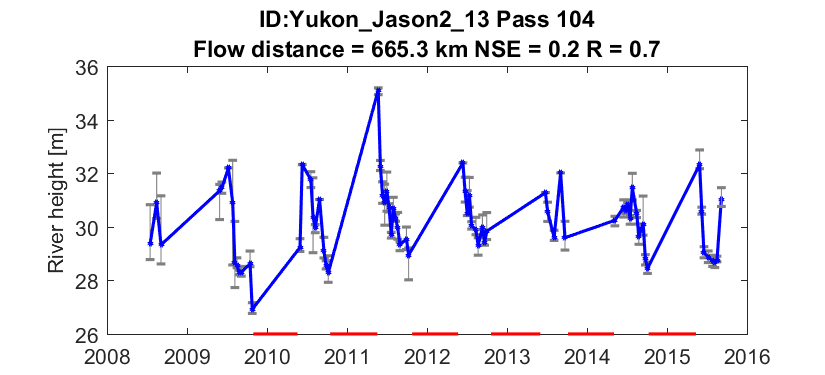 ID:Yukon_Jason2_13 Pass 104
Flow distance = 665.3 km NSE = 0.2 R = 0.7
River height [m]
36
34
32
30
28
26
2008 2009 2010 2011 2012 2013 2014 2015 2016